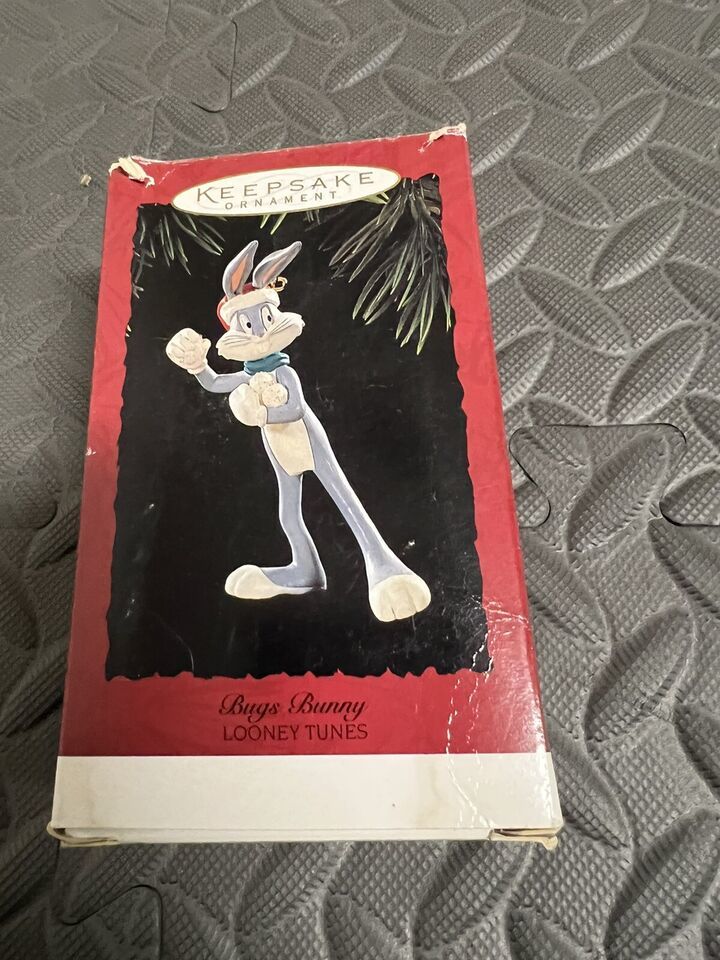 KEEPSAKE
ORNAMENT
Bugs Bunny
LOONEY TUNES